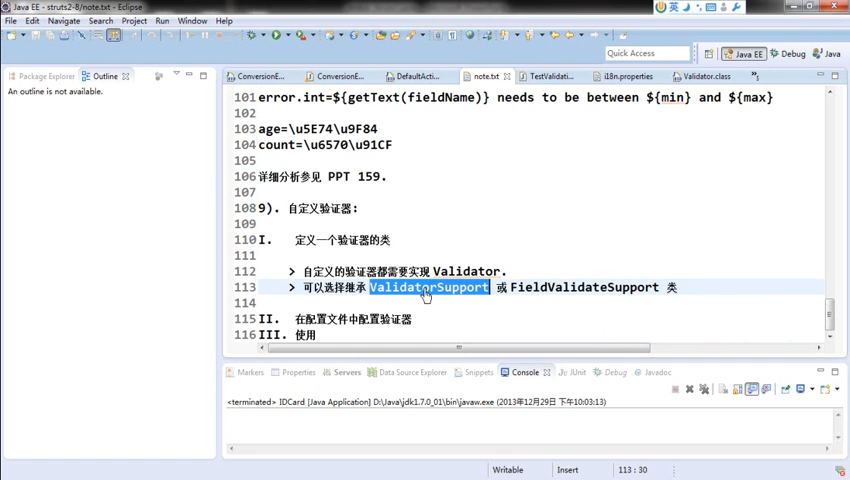 Java EE - struts2-8/note.txt - Eclipse
英
File Edit Navigate Search Project Run Window Help
Quick Access
Java EE
Debug
Java
Package Explorer
Outline
ConversionE...
ConversionE...
DefaultActi...
note.txt
TestValidati...
i18n.properties
Validator.class
An outline is not available.
101 error.int=${getText(fieldName)} needs to be between ${min} and ${max}
102
103 age=\u5E74\u9F84
104 count=\u6570\u91CF
105
106 详细分析参见 PPT 159.
107
108 9). 自定义验证器:
109
110 I. 定义一个验证器的类
111
112 > 自定义的验证器都需要实现 Validator.
113 > 可以选择继承 ValidatorSupport 或 FieldValidateSupport 类
114
115 II. 在配置文件中配置验证器
116 III. 使用
Markers
Properties
Servers
Data Source Explorer
Snippets
Console
JUnit
Debug
Javadoc
<terminated> IDCard [Java Application] D:\Java\jdk1.7.0_01\bin\javaw.exe (2013年12月29日 下午10:03:13)
Writable
Insert
113 : 30